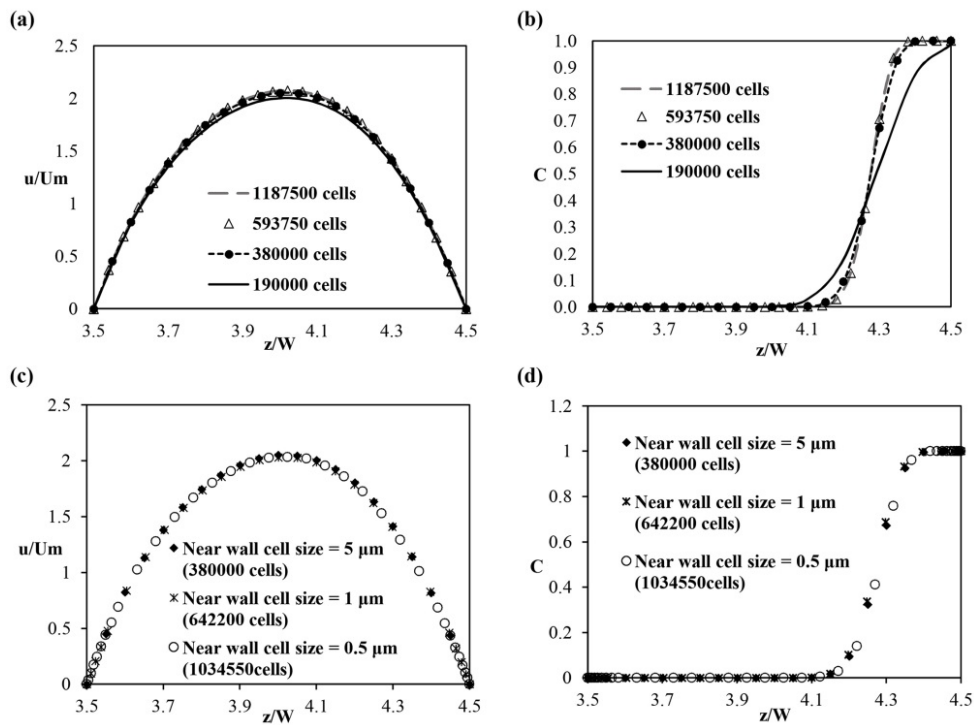 (a)
2.5
2
1.5
u/Um
1
0.5
0
3.5 3.7 3.9 4.1 4.3 4.5
z/W
1187500 cells
593750 cells
380000 cells
190000 cells
(b)
1.0
0.9
0.8
0.7
0.6
C 0.5
0.4
0.3
0.2
0.1
0.0
3.5 3.7 3.9 4.1 4.3 4.5
z/W
1187500 cells
593750 cells
380000 cells
190000 cells
(c)
2.5
2
1.5
u/Um
1
0.5
0
3.5 3.7 3.9 4.1 4.3 4.5
z/W
Near wall cell size = 5 μm
(380000 cells)
Near wall cell size = 1 μm
(642200 cells)
Near wall cell size = 0.5 μm
(1034550cells)
(d)
1.2
1
0.8
0.6
C
0.4
0.2
0
3.5 3.7 3.9 4.1 4.3 4.5
z/W
Near wall cell size = 5 μm
(380000 cells)
Near wall cell size = 1 μm
(642200 cells)
Near wall cell size = 0.5 μm
(1034550cells)